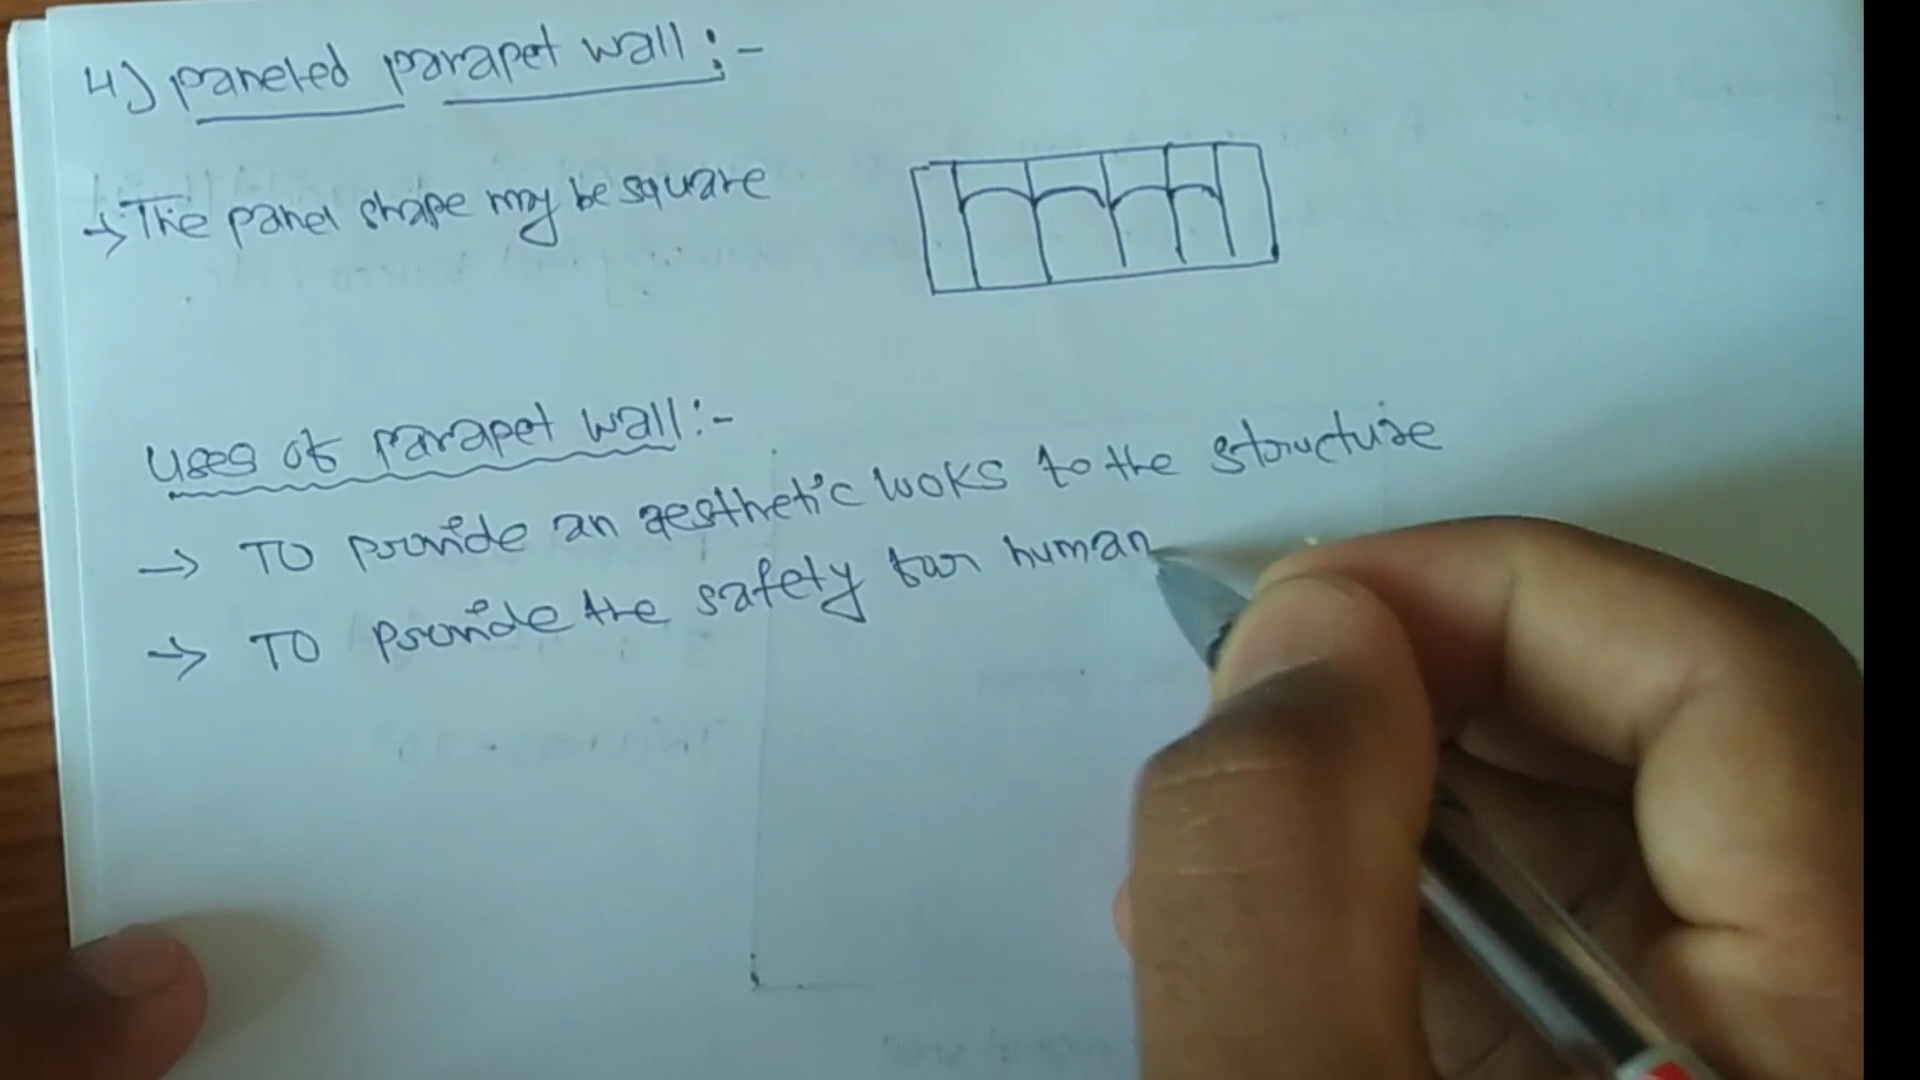 4) paneled parapet wall :-
→ The panel shape may be square
Uses of parapet wall :-
→ To provide an aesthetic looks to the structure
→ To provide the safety for human